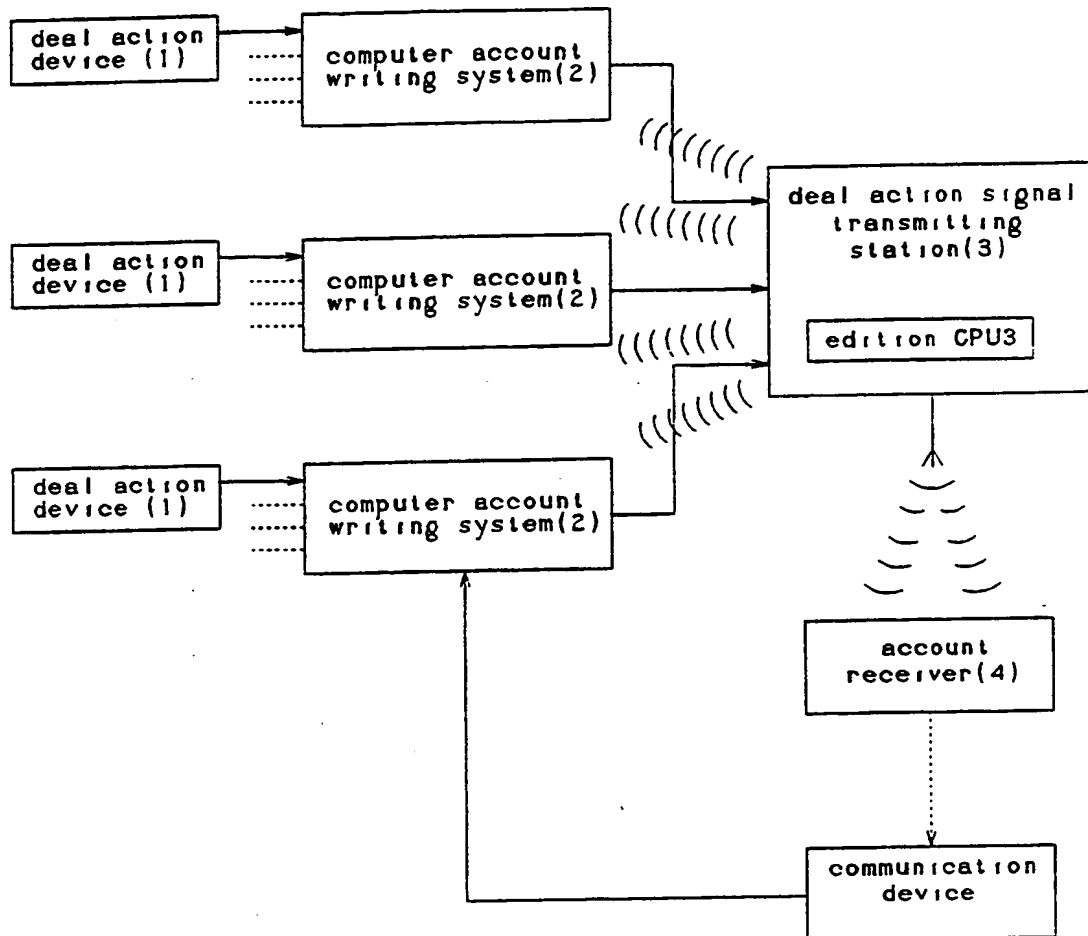 deal action
device (1)
computer account
writing system(2)
deal action signal
transmitting
station(3)
deal action
device (1)
computer account
writing system(2)
edition CPU3
deal action
device (1)
computer account
writing system(2)
account
receiver(4)
communication
device